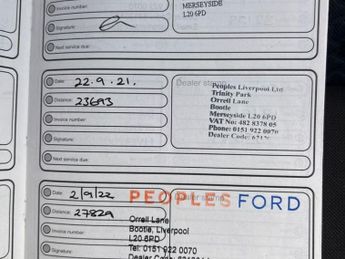 Invoice number:
MERSEYSIDE
L20 6PD
Signature:
Next service due:
Date: 22.9.21.
Dealer stamp
Peoples Liverpool Ltd
Trinity Park
Distance: 23693
Orrell Lane
Bootle
Invoice number:
Merseyside L20 6PD
VAT No: 482 8378 05
Signature:
Phone: 0151 922 0070
Dealer Code:
Next service due:
Date: 2/9/22
PEOPLES FORD
Distance: 27829
Orrell Lane
Invoice number:
Bootle, Liverpool
L20 6PD
Signature:
Tel: 0151 922 0070